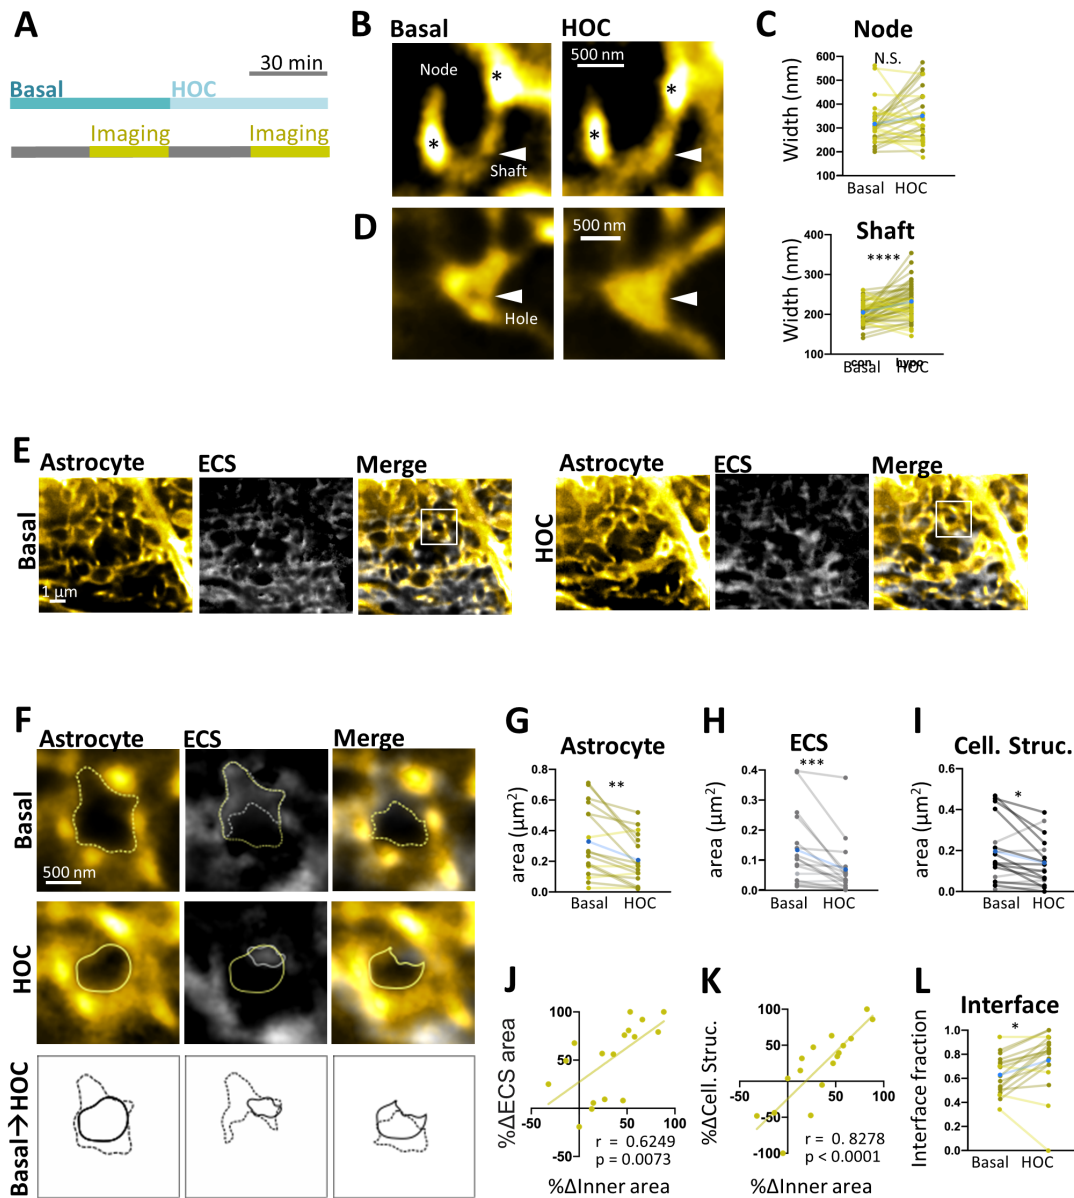 A
30 min
Basal HOC
Imaging Imaging
B Basal HOC
Node * *
500 nm
* *
Shaft
C Node
N.S.
Width (nm)
600
500
400
300
200
100
Basal HOC
D
500 nm
Hole
Shaft
****
Width (nm)
400
300
200
100
con hypo
Basal HOC
E
Astrocyte ECS Merge
Basal
1 µm
Astrocyte ECS Merge
HOC
F
Astrocyte ECS Merge
Basal
500 nm
HOC
Basal→HOC
G Astrocyte
**
area (µm²)
0.8
0.6
0.4
0.2
0.0
Basal HOC
H ECS
***
area (µm²)
0.4
0.3
0.2
0.1
0.0
Basal HOC
I Cell. Struc.
*
area (µm²)
0.6
0.4
0.2
0.0
Basal HOC
J
%ΔECS area
100
50
-50
-50 50 100
r = 0.6249
p = 0.0073
%ΔInner area
K
%ΔCell. Struc.
100
50
-50
-100
-50 50 100
r = 0.8278
p < 0.0001
%ΔInner area
L Interface
*
Interface fraction
1.0
0.8
0.6
0.4
0.2
0.0
Basal HOC